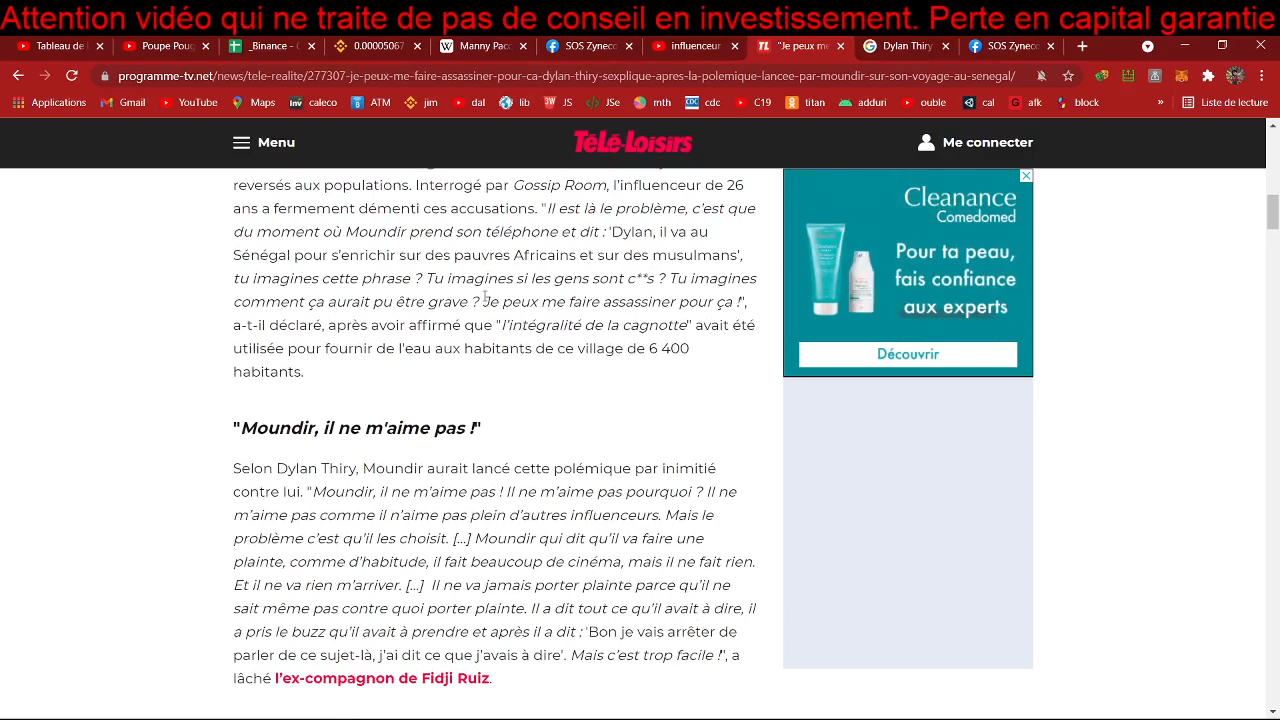 Attention vidéo qui ne traite de pas de conseil en investissement. Perte en capital garantie
Tableau de l
Poupe Poup
_Binance - C
0.00005067
Manny Pac
SOS Zyneco
influenceur
"Je peux me
Dylan Thiry
SOS Zyneco
programme-tv.net/news/tele-realite/277307-je-peux-me-faire-assassiner-pour-ca-dylan-thiry-sexplique-apres-la-polemique-lancee-par-moundir-sur-son-voyage-au-senegal/
Applications
Gmail
YouTube
Maps
caleco
ATM
jim
dal
lib
JS
JSe
mth
cdc
C19
titan
adduri
ouble
cal
afk
block
»
Liste de lecture
Menu
TéLé-Loisirs
Me connecter
reversés aux populations. Interrogé par Gossip Room, l'influenceur de 26
ans a fermement démenti ces accusations. "Il est là le problème, c'est que
du moment où Moundir prend son téléphone et dit : 'Dylan, il va au
Sénégal pour s'enrichir sur des pauvres Africains et sur des musulmans',
tu imagines cette phrase ? Tu imagines si les gens sont c**s ? Tu imagines
comment ça aurait pu être grave ? Je peux me faire assassiner pour ça !",
a-t-il déclaré, après avoir affirmé que "l'intégralité de la cagnotte" avait été
utilisée pour fournir de l'eau aux habitants de ce village de 6 400
habitants.
"Moundir, il ne m'aime pas !"
Selon Dylan Thiry, Moundir aurait lancé cette polémique par inimitié
contre lui. "Moundir, il ne m'aime pas ! Il ne m'aime pas pourquoi ? Il ne
m'aime pas comme il n'aime pas plein d'autres influenceurs. Mais le
problème c'est qu'il les choisit. [...] Moundir qui dit qu'il va faire une
plainte, comme d'habitude, il fait beaucoup de cinéma, mais il ne fait rien.
Et il ne va rien m'arriver. [...] Il ne va jamais porter plainte parce qu'il ne
sait même pas contre quoi porter plainte. Il a dit tout ce qu'il avait à dire, il
a pris le buzz qu'il avait à prendre et après il a dit : 'Bon je vais arrêter de
parler de ce sujet-là, j'ai dit ce que j'avais à dire'. Mais c'est trop facile !", a
lâché l'ex-compagnon de Fidji Ruiz.
Cleanance
Comedomed
Pour ta peau,
fais confiance
aux experts
Découvrir